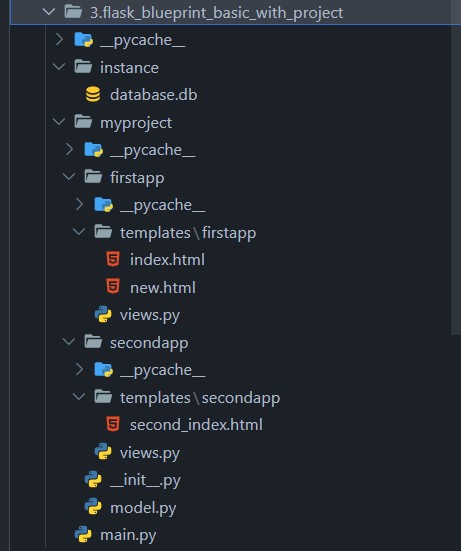 3.flask_blueprint_basic_with_project
__pycache__
instance
database.db
myproject
__pycache__
firstapp
__pycache__
templates\firstapp
index.html
new.html
views.py
secondapp
__pycache__
templates\secondapp
second_index.html
views.py
__init__.py
model.py
main.py